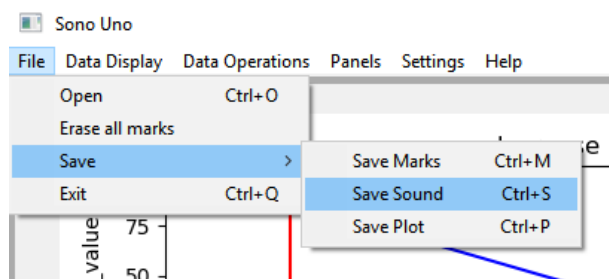 Sono Uno
File Data Display Data Operations Panels Settings Help
Open Ctrl+O
Erase all marks
Save >
Exit Ctrl+Q
Save Marks Ctrl+M
Save Sound Ctrl+S
Save Plot Ctrl+P
value
75
50